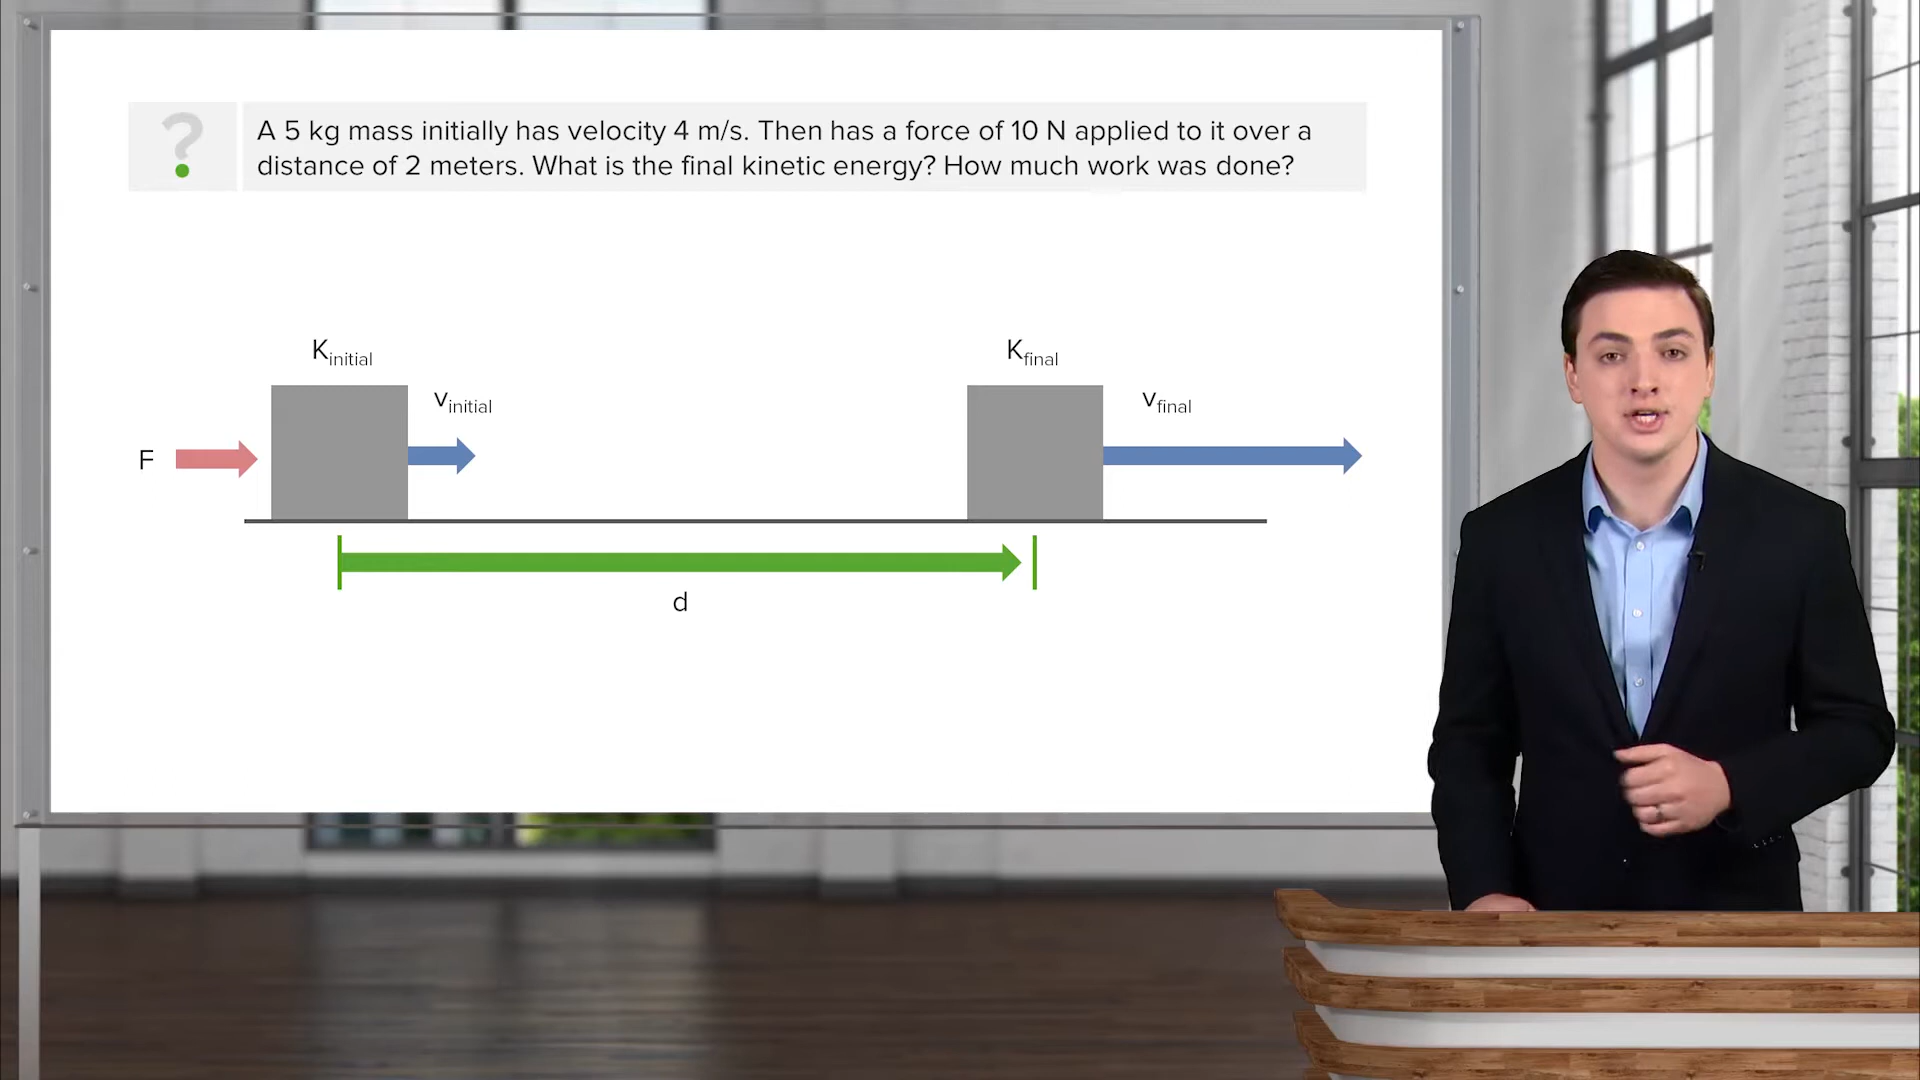 ?
A 5 kg mass initially has velocity 4 m/s. Then has a force of 10 N applied to it over a
distance of 2 meters. What is the final kinetic energy? How much work was done?
Kinitial
Kfinal
vinitial
vfinal
F
d